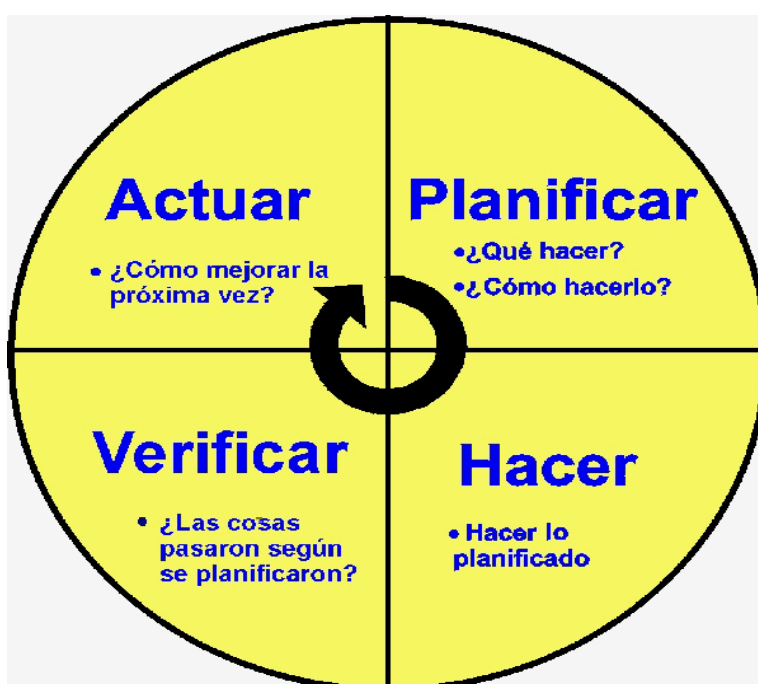 Actuar
• ¿Cómo mejorar la
próxima vez?
Planificar
•¿Qué hacer?
•¿Cómo hacerlo?
Verificar
• ¿Las cosas
pasaron según
se planificaron?
Hacer
• Hacer lo
planificado